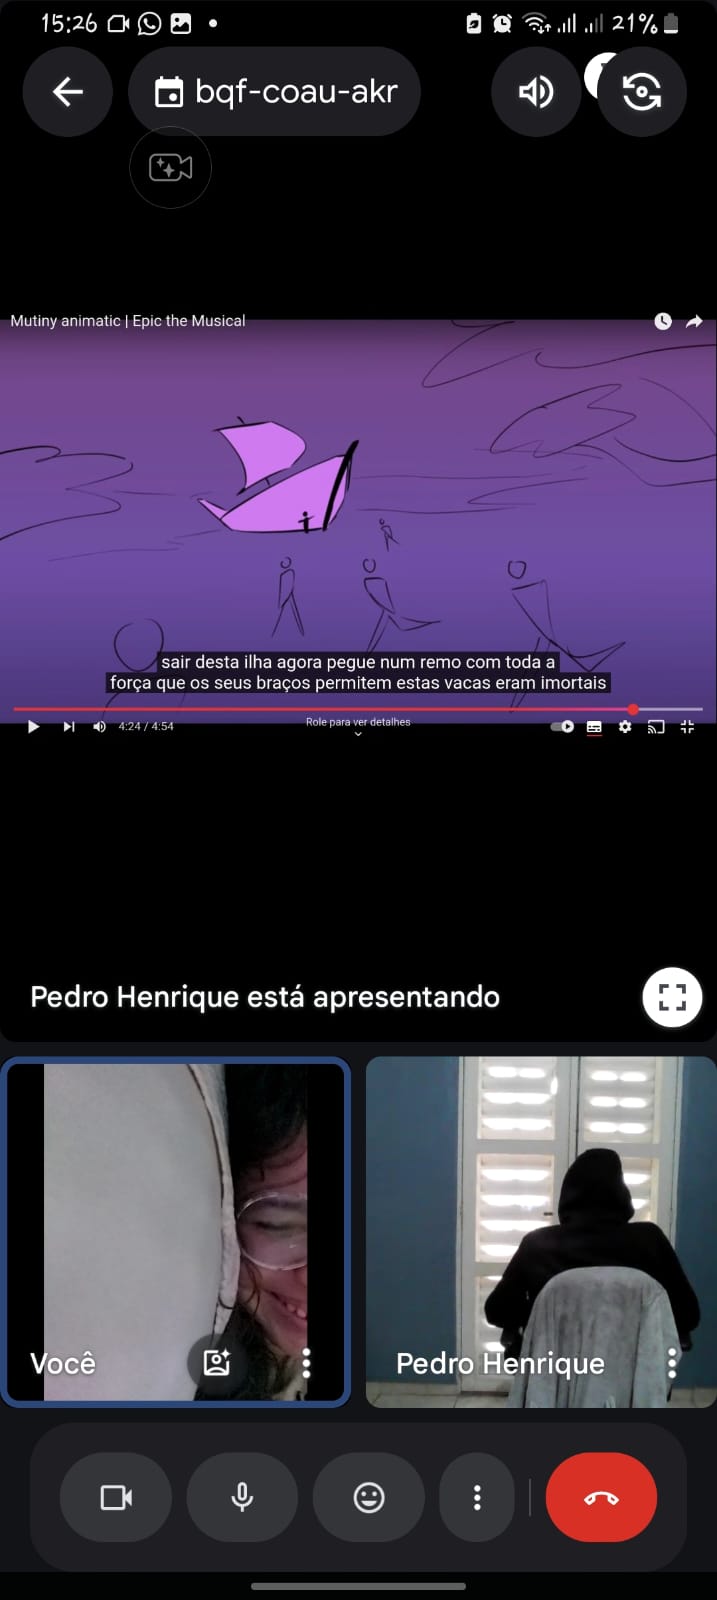 15:26
21%
bqf-coau-akr
Mutiny animatic | Epic the Musical
sair desta ilha agora pegue num remo com toda a
força que os seus braços permitem estas vacas eram imortais
4:24 / 4:54
Role para ver detalhes
Pedro Henrique está apresentando
Você
Pedro Henrique